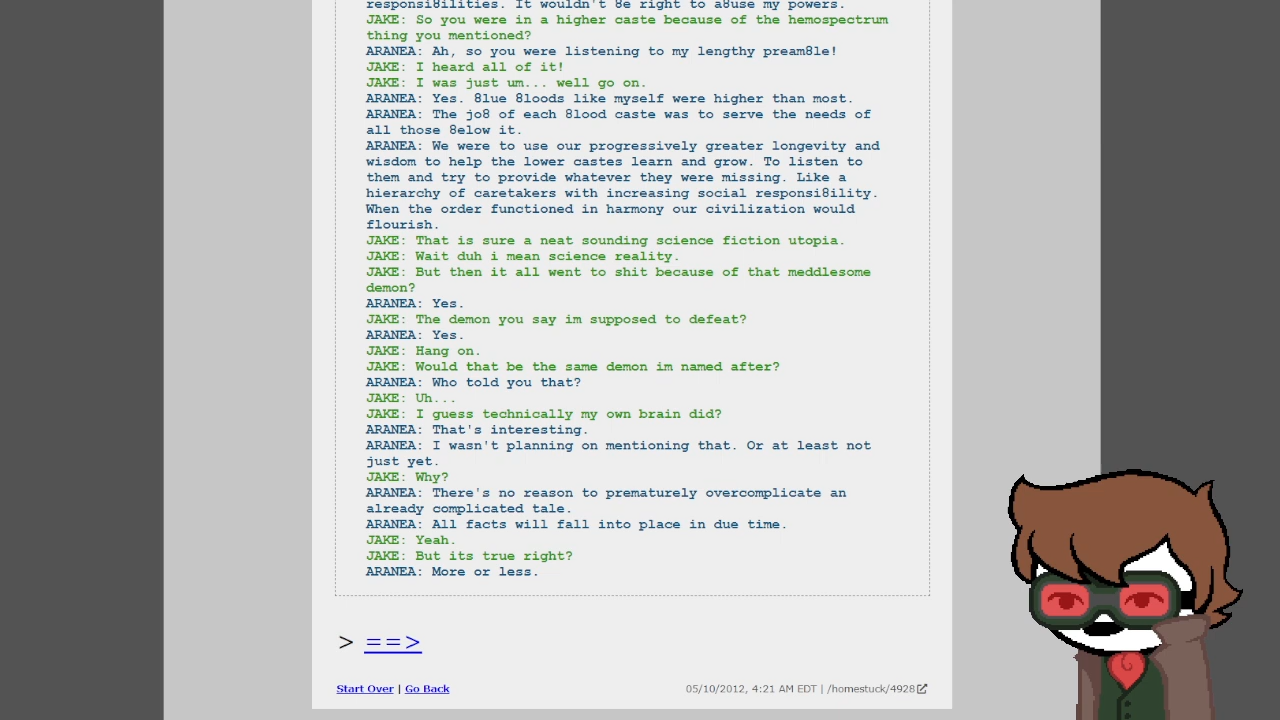 responsi8ilities. It wouldn't 8e right to a8use my powers.
JAKE: So you were in a higher caste because of the hemospectrum
thing you mentioned?
ARANEA: Ah, so you were listening to my lengthy pream8le!
JAKE: I heard all of it!
JAKE: I was just um... well go on.
ARANEA: Yes. 8lue 8loods like myself were higher than most.
ARANEA: The jo8 of each 8lood caste was to serve the needs of
all those 8elow it.
ARANEA: We were to use our progressively greater longevity and
wisdom to help the lower castes learn and grow. To listen to
them and try to provide whatever they were missing. Like a
hierarchy of caretakers with increasing social responsi8ility.
When the order functioned in harmony our civilization would
flourish.
JAKE: That is sure a neat sounding science fiction utopia.
JAKE: Wait duh i mean science reality.
JAKE: But then it all went to shit because of that meddlesome
demon?
ARANEA: Yes.
JAKE: The demon you say im supposed to defeat?
ARANEA: Yes.
JAKE: Hang on.
JAKE: Would that be the same demon im named after?
ARANEA: Who told you that?
JAKE: Uh...
JAKE: I guess technically my own brain did?
ARANEA: That's interesting.
ARANEA: I wasn't planning on mentioning that. Or at least not
just yet.
JAKE: Why?
ARANEA: There's no reason to prematurely overcomplicate an
already complicated tale.
ARANEA: All facts will fall into place in due time.
JAKE: Yeah.
JAKE: But its true right?
ARANEA: More or less.
> ==>
Start Over | Go Back
05/10/2012, 4:21 AM EDT | /homestuck/4928